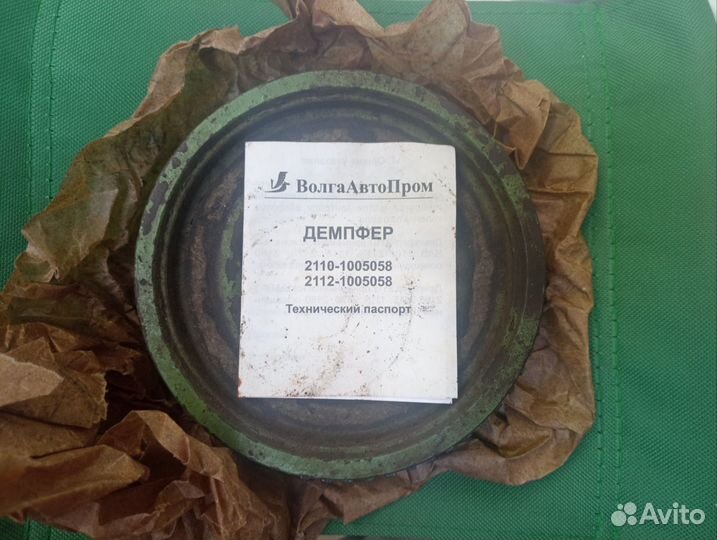 ВолгаАвтоПром
ДЕМПФЕР
2110-1005058
2112-1005058
Технический паспорт
Avito